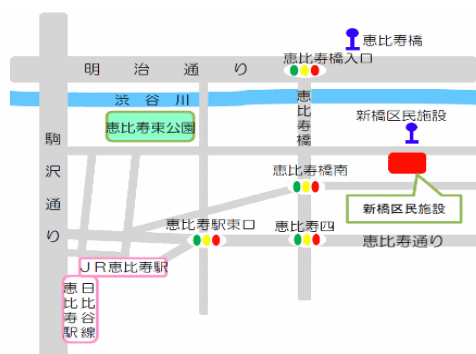 恵比寿橋
恵比寿橋入口
明治通り
渋谷川
恵比寿橋
新橋区民施設
恵比寿東公園
駒沢通り
恵比寿橋南
新橋区民施設
恵比寿駅東口
恵比寿四
恵比寿通り
JR恵比寿駅
日比谷線
恵比寿駅